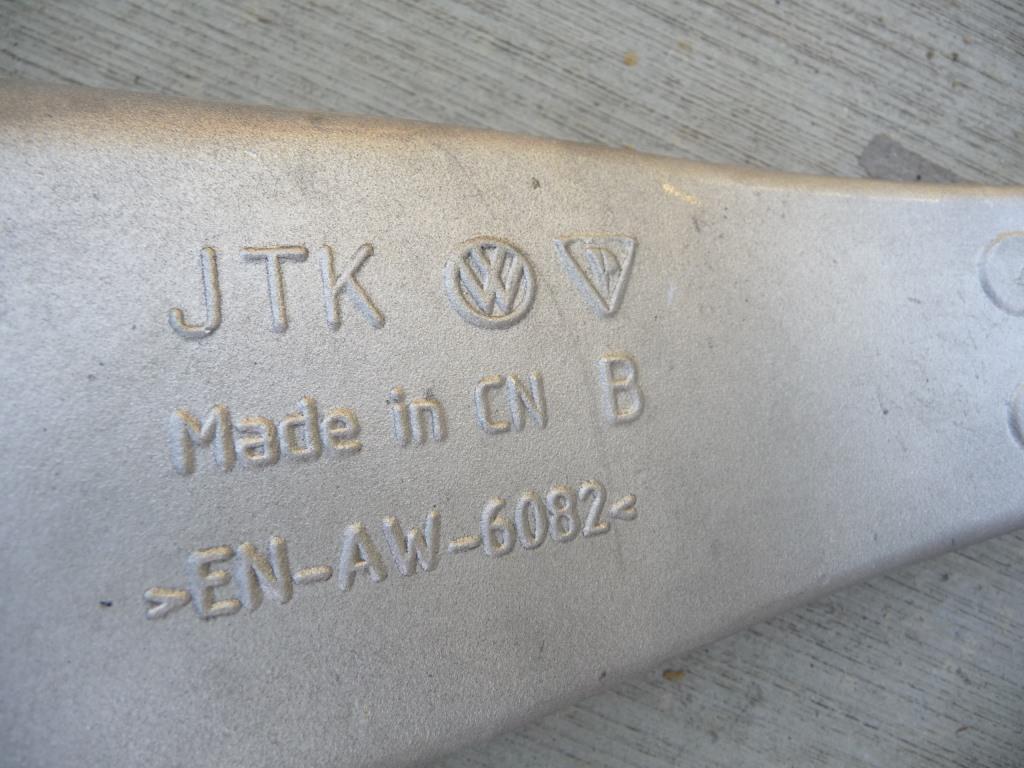 JTK
Made in CN B
>EN-AW-6082<